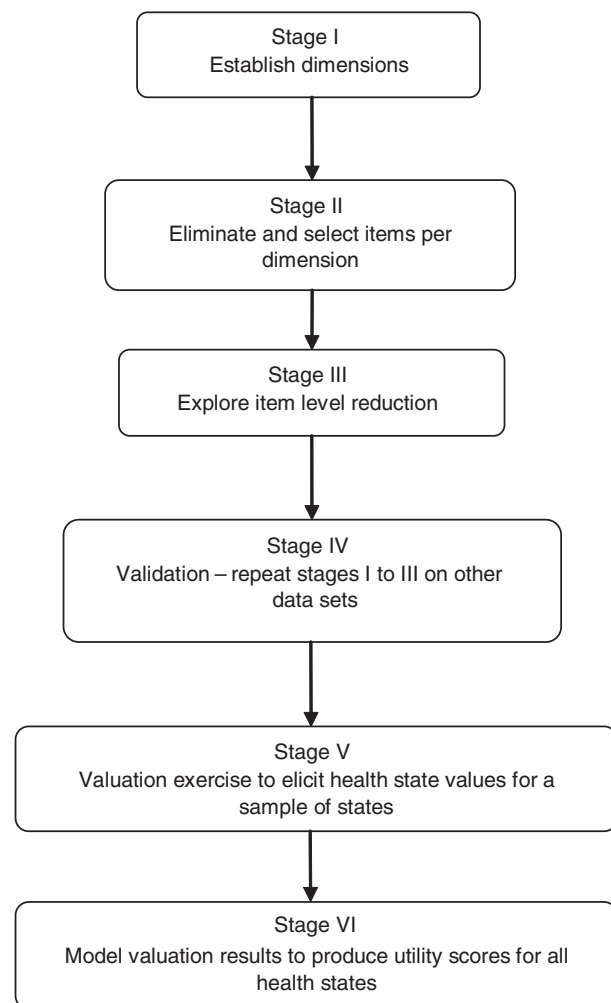 Stage I
Establish dimensions
Stage II
Eliminate and select items per
dimension
Stage III
Explore item level reduction
Stage IV
Validation – repeat stages I to III on other
data sets
Stage V
Valuation exercise to elicit health state values for a
sample of states
Stage VI
Model valuation results to produce utility scores for all
health states